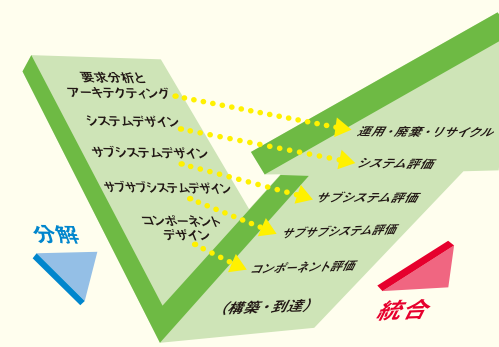 要求分析と
アーキテクティング
システムデザイン
サブシステムデザイン
サブサブシステムデザイン
コンポーネント
デザイン
分解
運用・廃棄・リサイクル
システム評価
サブシステム評価
サブサブシステム評価
コンポーネント評価
（構築・到達）
統合